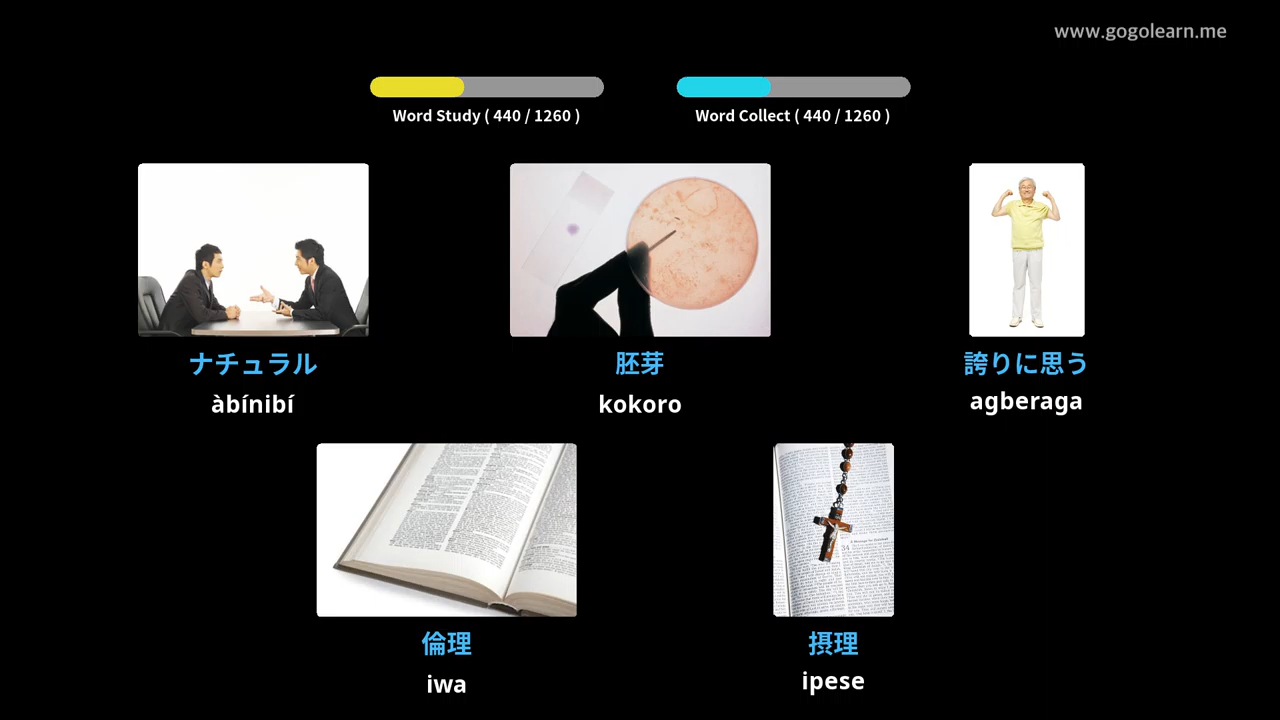 www.gogolearn.me
Word Study ( 440 / 1260 )
Word Collect ( 440 / 1260 )
ナチュラル
àbínibí
胚芽
kokoro
誇りに思う
agberaga
倫理
iwa
摂理
ipese